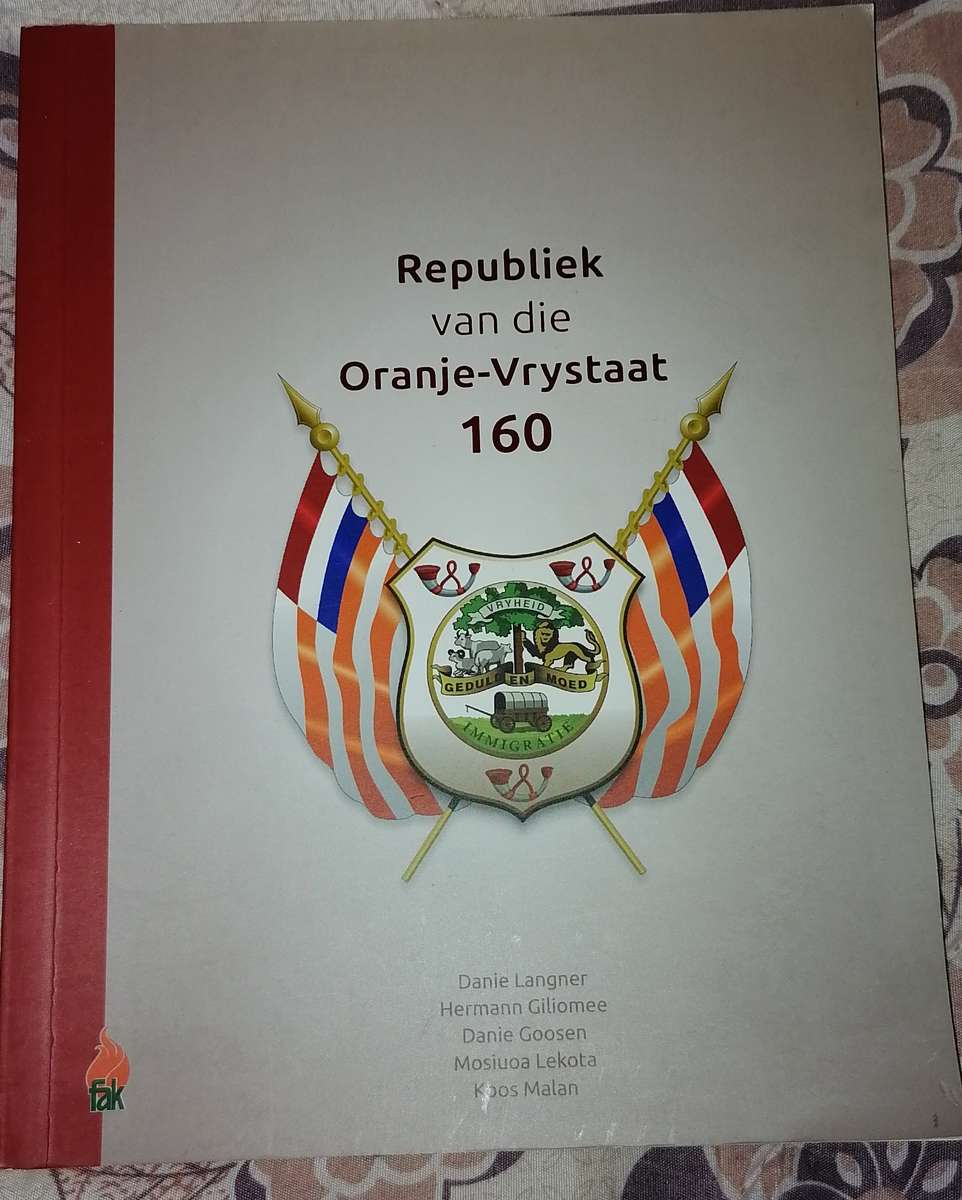 Republiek
van die
Oranje-Vrystaat
160
VRYHEID
GEDULD EN MOED
IMMIGRATIE
Danie Langner
Hermann Giliomee
Danie Goosen
Mosiuoa Lekota
Koos Malan
fak